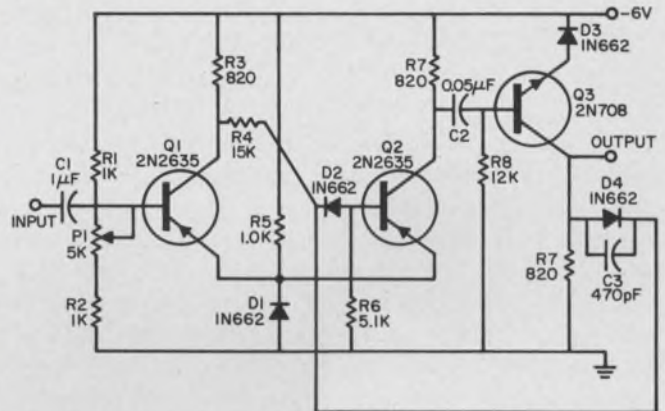 -6V
D3
IN662
R3
820
R7
820
0.05μF
C2
Q3
2N708
OUTPUT
Q1
2N2635
R4
15K
Q2
2N2635
D2
IN662
R8
12K
D4
IN662
C1
1μF
R1
1K
INPUT
P1
5K
R5
1.0K
R2
1K
D1
IN662
R6
5.1K
R7
820
C3
470pF